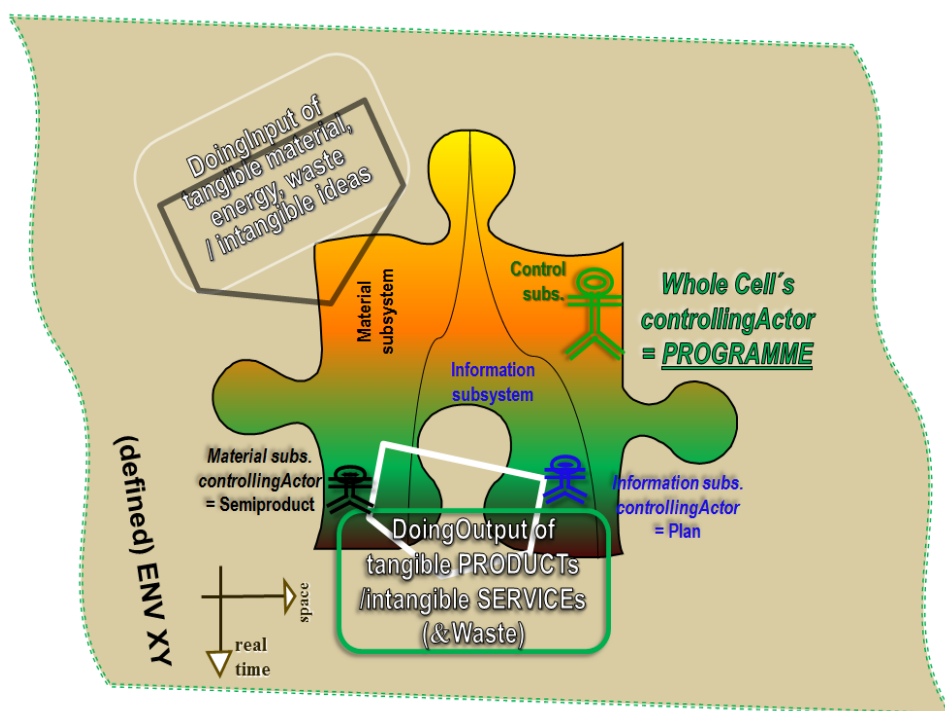 DoingInput of
tangible material,
energy, waste
/ intangible ideas
Material
subsystem
Control
subs.
Whole Cell´s
controllingActor
= PROGRAMME
Information
subsystem
Material subs.
controllingActor
= Semiproduct
Information subs.
controllingActor
= Plan
DoingOutput of
tangible PRODUCTs
/intangible SERVICEs
(&Waste)
(defined) ENV XY
space
real
time